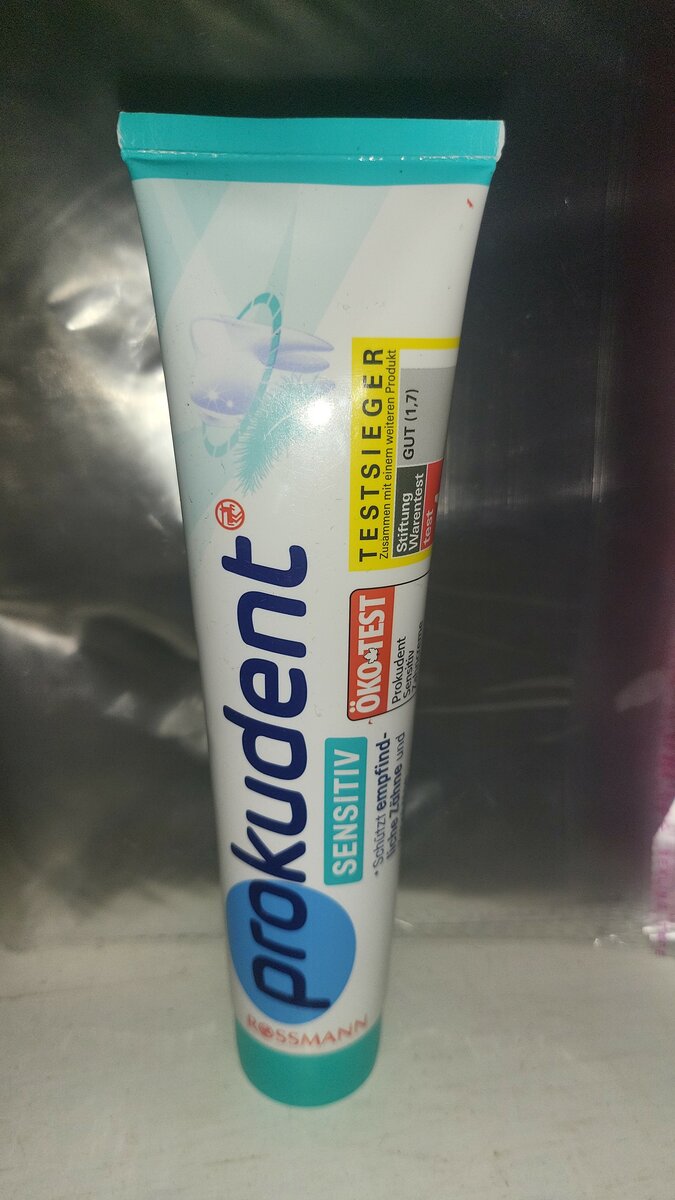 prokudent
ROSSMANN
SENSITIV
• Schützt empfind-
liche Zähne und
ÖKO TEST
Prokudent
Sensitiv
TESTSIEGER
Zusammen mit einem weiteren Produkt
Stiftung
Warentest
test
GUT (1,7)